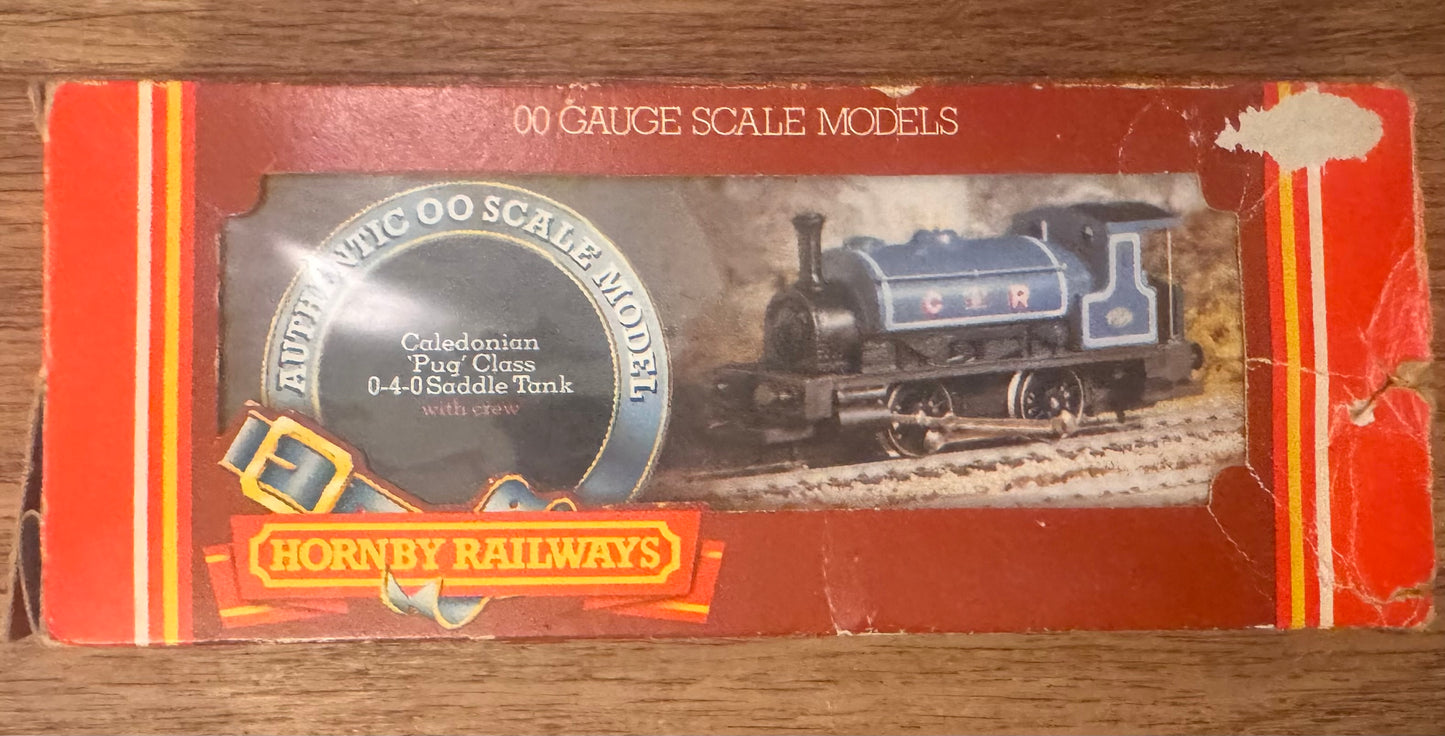 00 GAUGE SCALE MODELS
AUTHENTIC 00 SCALE MODEL
Caledonian
'Pug' Class
0-4-0 Saddle Tank
with crew
C R
HORNBY RAILWAYS